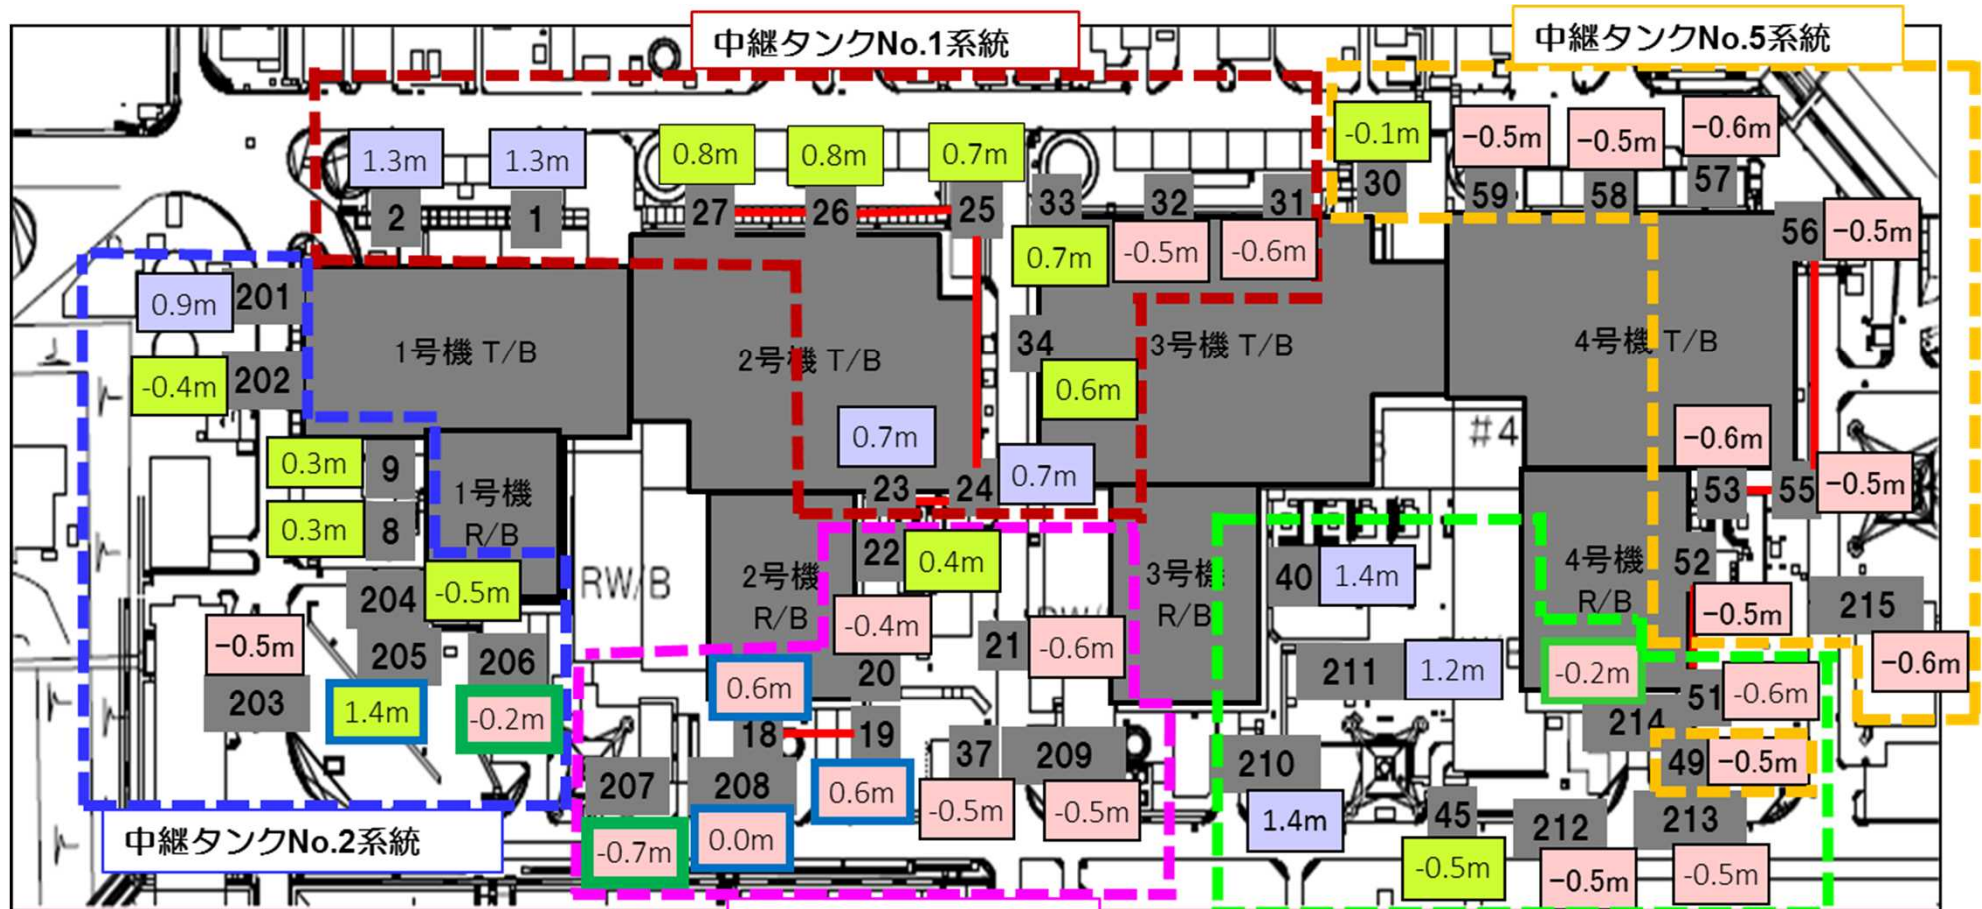 中継タンクNo.1系統
中継タンクNo.5系統
1.3m
1.3m
0.8m
0.8m
0.7m
-0.1m
−0.5m
−0.5m
−0.6m
2
1
27
26
25
33
32
31
30
59
58
57
56
−0.5m
0.7m
-0.5m
-0.6m
0.9m
201
-0.4m
202
1号機 T/B
2号機 T/B
34
3号機 T/B
4号機 T/B
0.6m
0.7m
0.7m
#4
−0.6m
0.3m
9
23
24
53
55
−0.5m
0.3m
8
1号機
R/B
22
0.4m
RW/B
2号機
R/B
3号機
R/B
40
1.4m
4号機
R/B
52
−0.5m
215
204
-0.5m
-0.4m
−0.5m
205
206
21
-0.6m
211
1.2m
-0.2m
−0.6m
203
1.4m
-0.2m
0.6m
20
51
-0.6m
214
18
19
37
209
210
49
−0.5m
207
208
0.6m
-0.5m
-0.5m
1.4m
45
212
213
中継タンクNo.2系統
-0.7m
0.0m
-0.5m
−0.5m
-0.5m